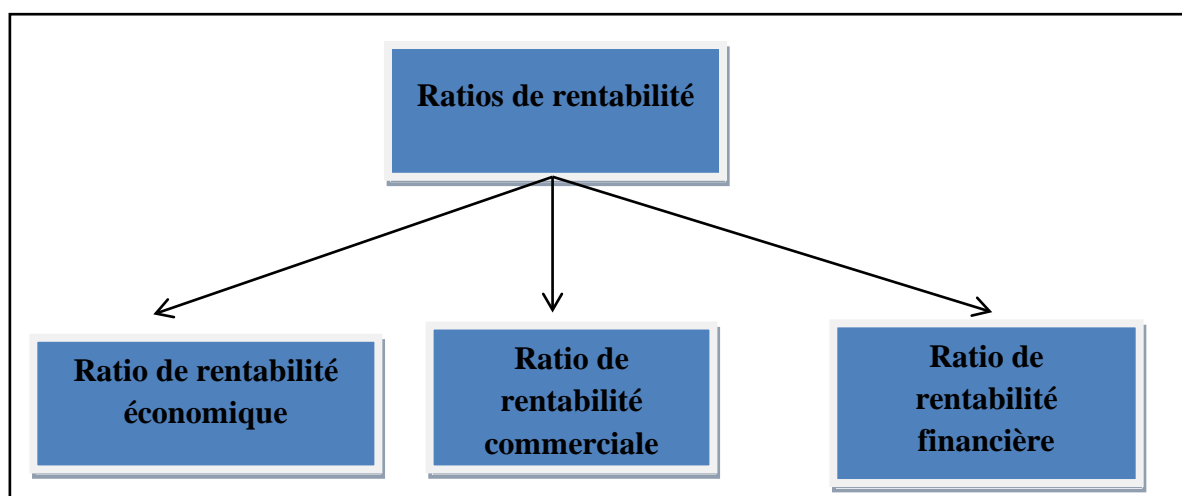 Ratios de rentabilité
Ratio de rentabilité
économique
Ratio de
rentabilité
commerciale
Ratio de
rentabilité
financière